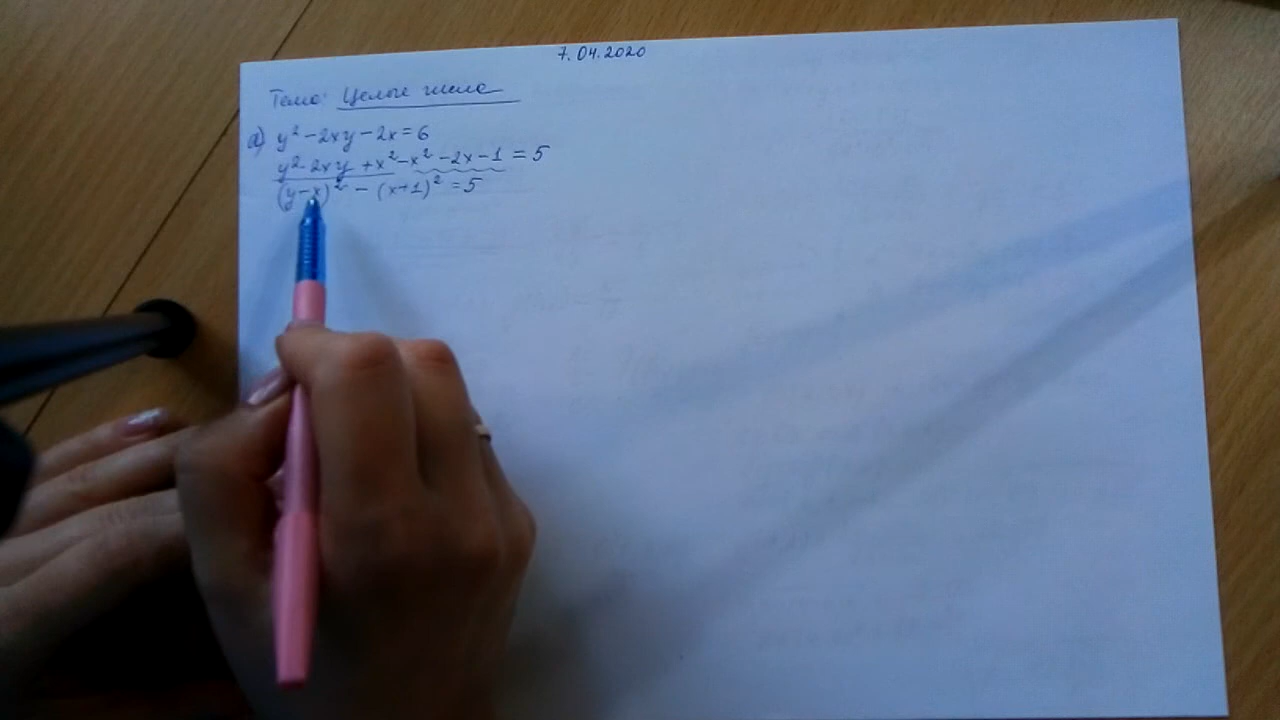 7.04.2020
Тема: Целые числа
а) y² - 2xy - 2x = 6
y² - 2xy + x² - x² - 2x - 1 = 5
(y-x)² - (x+1)² = 5